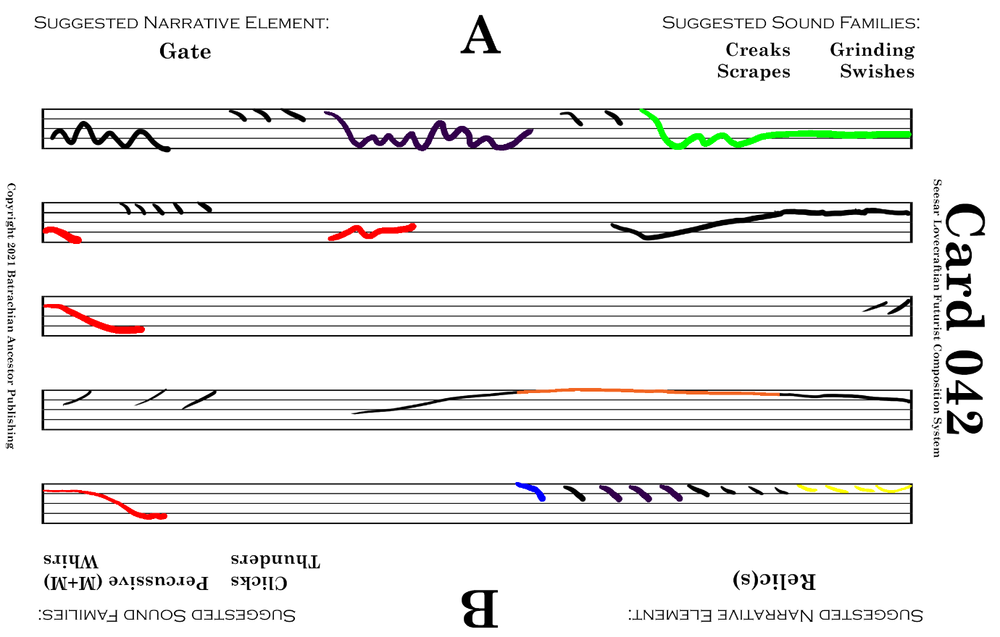 SUGGESTED NARRATIVE ELEMENT:
Gate
A
SUGGESTED SOUND FAMILIES:
Creaks Grinding
Scrapes Swishes
Copyright 2021 Batrachian Ancestor Publishing
Card 042
Seesar Lovecraftian Futurist Composition System
B
SUGGESTED NARRATIVE ELEMENT:
Relic(s)
SUGGESTED SOUND FAMILIES:
Clicks Percussive (M+M)
Thunders Whirs